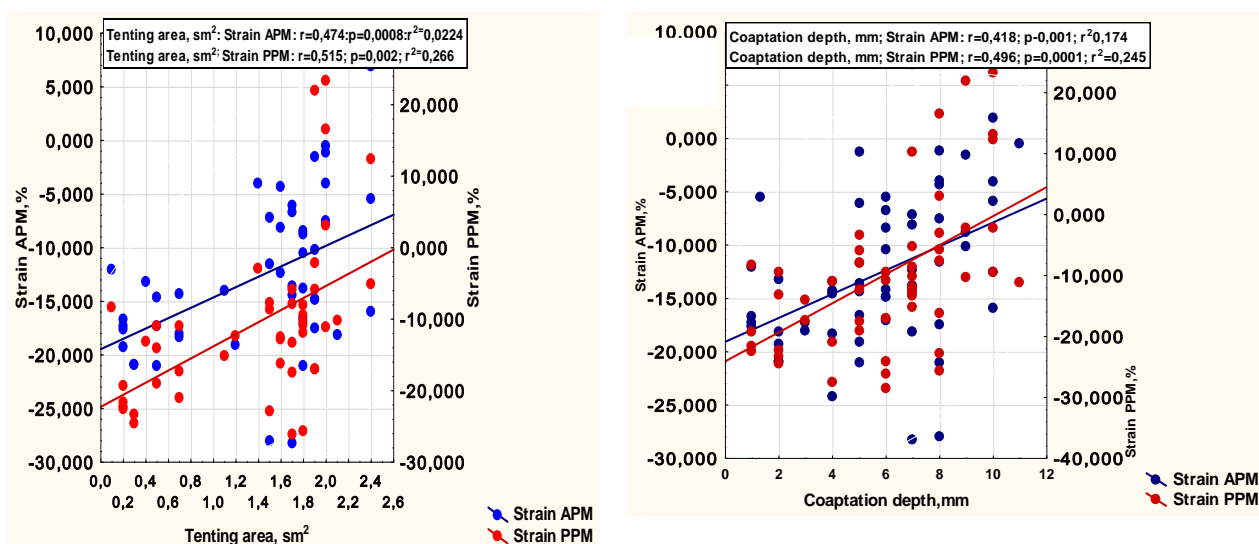 Tenting area, sm²: Strain APM: r=0,474:p=0,0008:r²=0,0224
Tenting area, sm²: Strain PPM: r=0,515; p=0,002; r²=0,266
10,000
5,000
0,000
-5,000
-10,000
-15,000
-20,000
-25,000
-30,000
Strain APM,%
20,000
10,000
0,000
-10,000
-20,000
-30,000
Strain PPM,%
0,0 0,4 0,8 1,2 1,6 2,0 2,4
0,2 0,6 1,0 1,4 1,8 2,2 2,6
Tenting area, sm²
Strain APM
Strain PPM
Coaptation depth, mm; Strain APM: r=0,418; p-0,001; r²0,174
Coaptation depth, mm; Strain PPM; r=0,496; p=0,0001; r²=0,245
10,000
0,000
-5,000
-10,000
-15,000
-20,000
-25,000
-30,000
Strain APM,%
20,000
10,000
0,000
-10,000
-20,000
-30,000
-40,000
Strain PPM,%
0 2 4 6 8 10 12
Coaptation depth,mm
Strain APM
Strain PPM